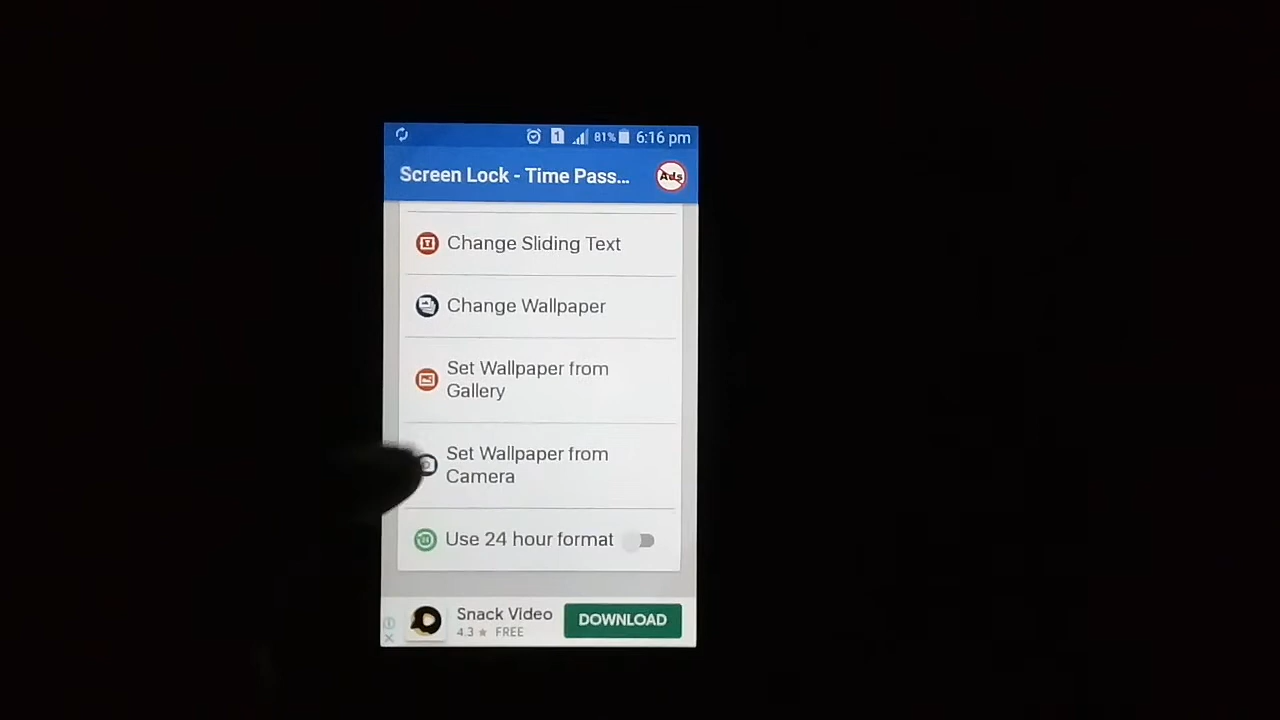 1 81% 6:16 pm
Screen Lock - Time Pass...
Ads
Change Sliding Text
Change Wallpaper
Set Wallpaper from
Gallery
Set Wallpaper from
Camera
Use 24 hour format
Snack Video
4.3 ★ FREE
DOWNLOAD